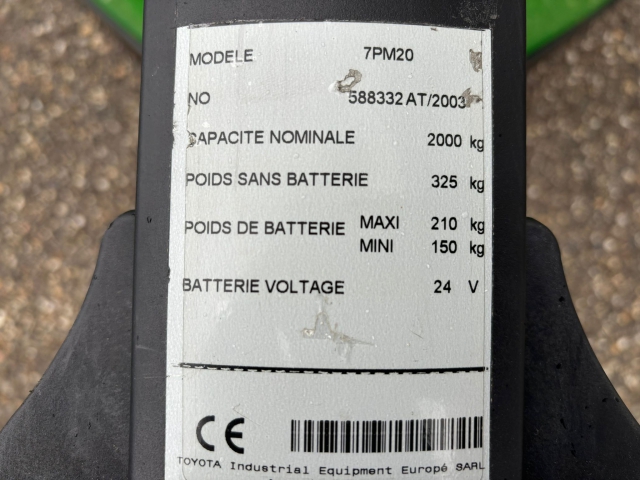 MODELE 7PM20
NO 588332 AT/2003
CAPACITE NOMINALE 2000 kg
POIDS SANS BATTERIE 325 kg
POIDS DE BATTERIE MAXI 210 kg
MINI 150 kg
BATTERIE VOLTAGE 24 V
CE
TOYOTA Industrial Equipment Europé SARL